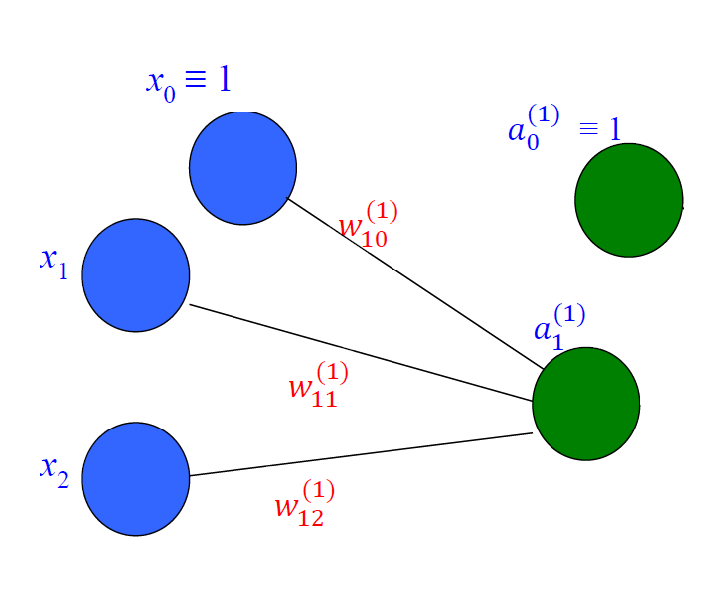 x₀ ≡ 1
a₀⁽¹⁾ ≡ 1
w₁₀⁽¹⁾
x₁
a₁⁽¹⁾
w₁₁⁽¹⁾
x₂
w₁₂⁽¹⁾